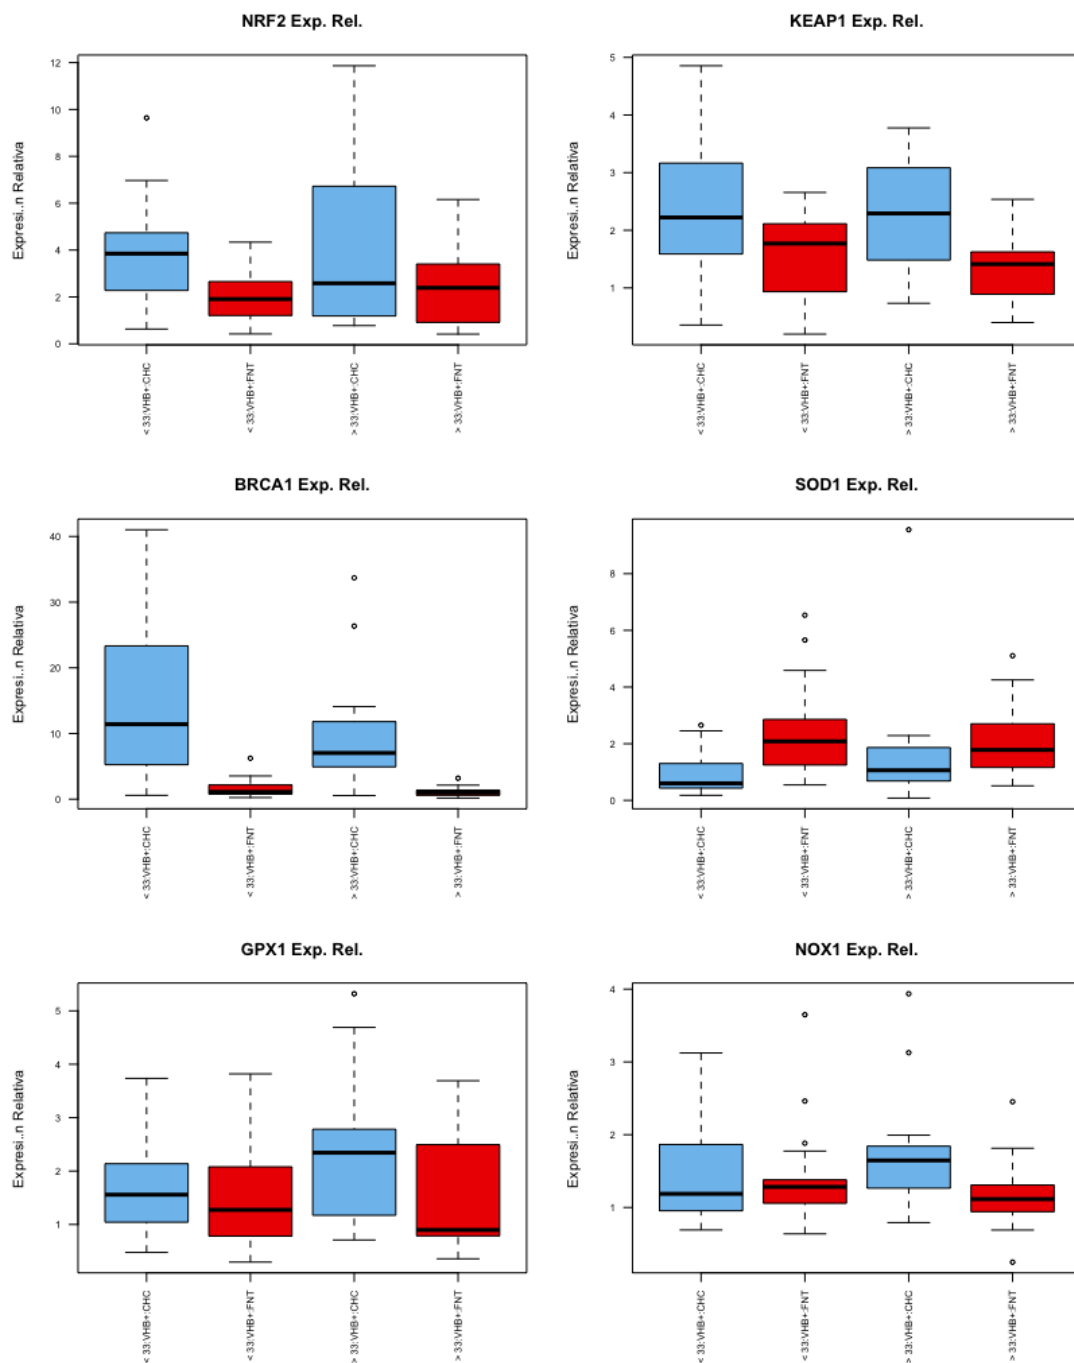 NRF2 Exp. Rel.
Expresi..n Relativa
12
10
8
6
4
2
0
< 33:VHB+:CHC
< 33:VHB+:FNT
> 33:VHB+:CHC
> 33:VHB+:FNT
KEAP1 Exp. Rel.
Expresi..n Relativa
5
4
3
2
1
< 33:VHB+:CHC
< 33:VHB+:FNT
> 33:VHB+:CHC
> 33:VHB+:FNT
BRCA1 Exp. Rel.
Expresi..n Relativa
40
30
20
10
0
< 33:VHB+:CHC
< 33:VHB+:FNT
> 33:VHB+:CHC
> 33:VHB+:FNT
SOD1 Exp. Rel.
Expresi..n Relativa
8
6
4
2
0
< 33:VHB+:CHC
< 33:VHB+:FNT
> 33:VHB+:CHC
> 33:VHB+:FNT
GPX1 Exp. Rel.
Expresi..n Relativa
5
4
3
2
1
< 33:VHB+:CHC
< 33:VHB+:FNT
> 33:VHB+:CHC
> 33:VHB+:FNT
NOX1 Exp. Rel.
Expresi..n Relativa
4
3
2
1
< 33:VHB+:CHC
< 33:VHB+:FNT
> 33:VHB+:CHC
> 33:VHB+:FNT